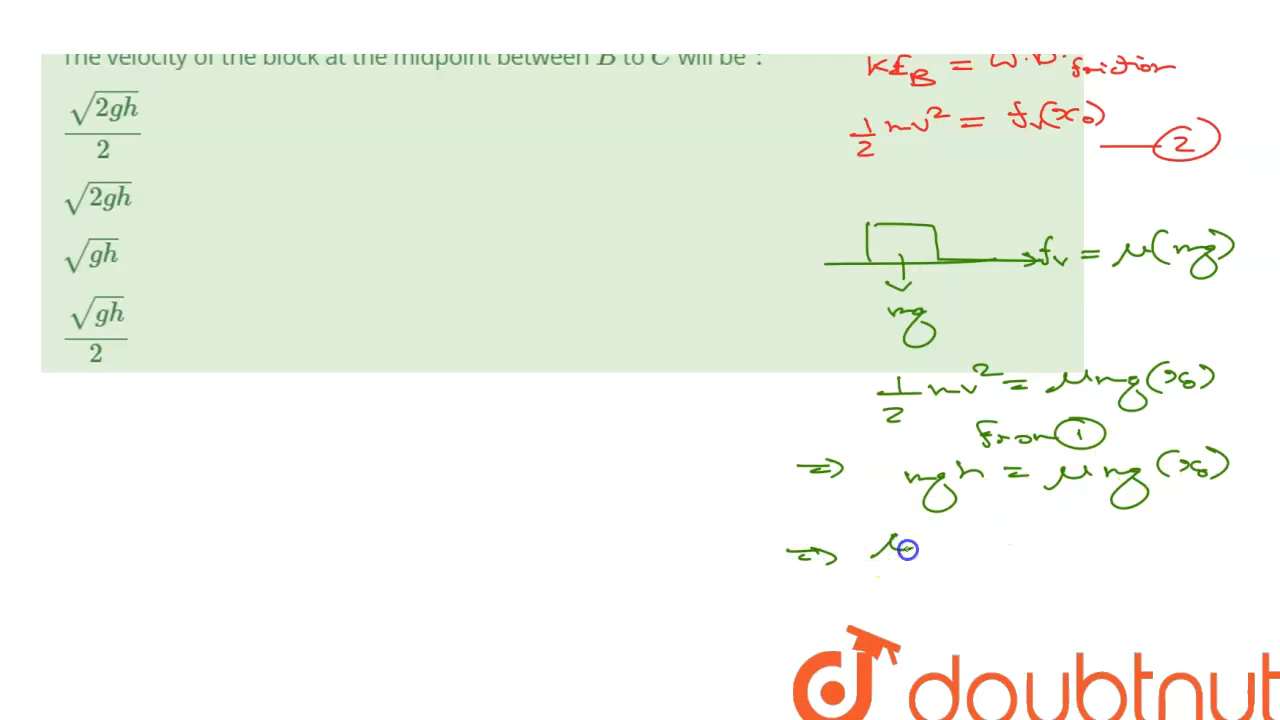 The velocity of the block at the midpoint between B to C will be :
√2gh / 2
√2gh
√gh
√gh / 2
KE_B = W.D. friction
1/2 mv² = f_r(x₀)
② 
f_r = μ(mg)
mg
1/2 mv² = μmg(x₀)
from ①
⇒ mgh = μmg(x₀)
⇒ μ
doubtnut